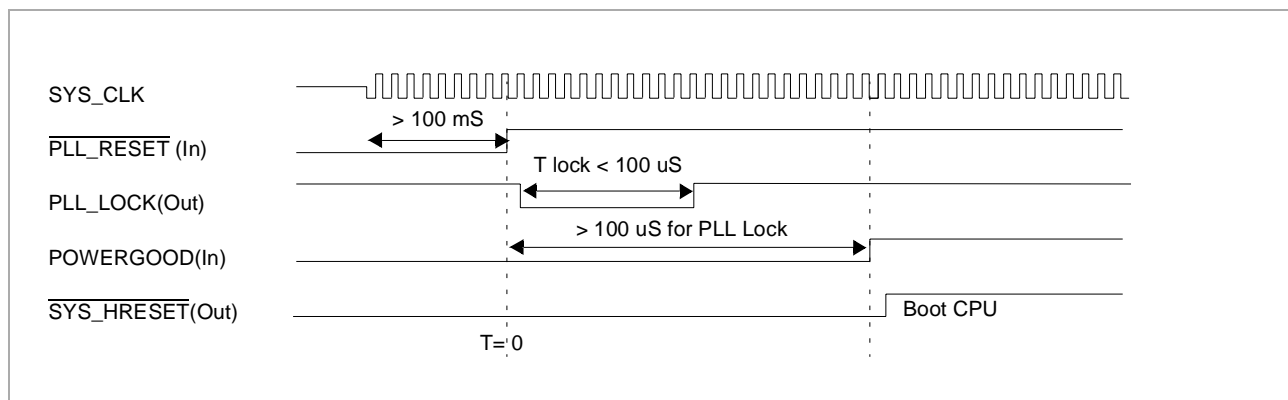 SYS_CLK
> 100 mS
PLL_RESET (In)
T lock < 100 uS
PLL_LOCK(Out)
> 100 uS for PLL Lock
POWERGOOD(In)
SYS_HRESET(Out)
Boot CPU
T= 0